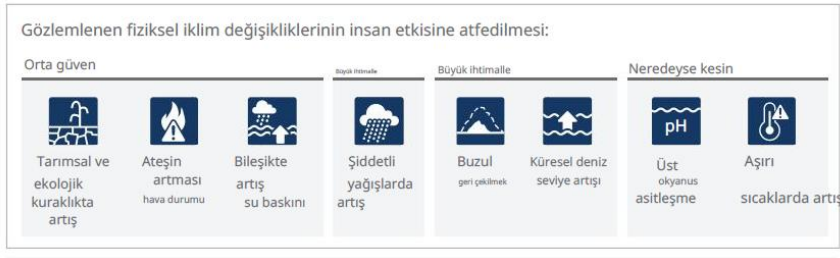 Gözlemlenen fiziksel iklim değişikliklerinin insan etkisine atfedilmesi:
Orta güven
Büyük ihtimalle
Büyük ihtimalle
Neredeyse kesin
Tarımsal ve
ekolojik
kuraklıkta
artış
Ateşin
artması
hava durumu
Bileşikte
artış
su baskını
Şiddetli
yağışlarda
artış
Buzul
geri çekilmek
Küresel deniz
seviye artışı
pH
Üst
okyanus
asitleşme
Aşırı
sıcaklarda artış